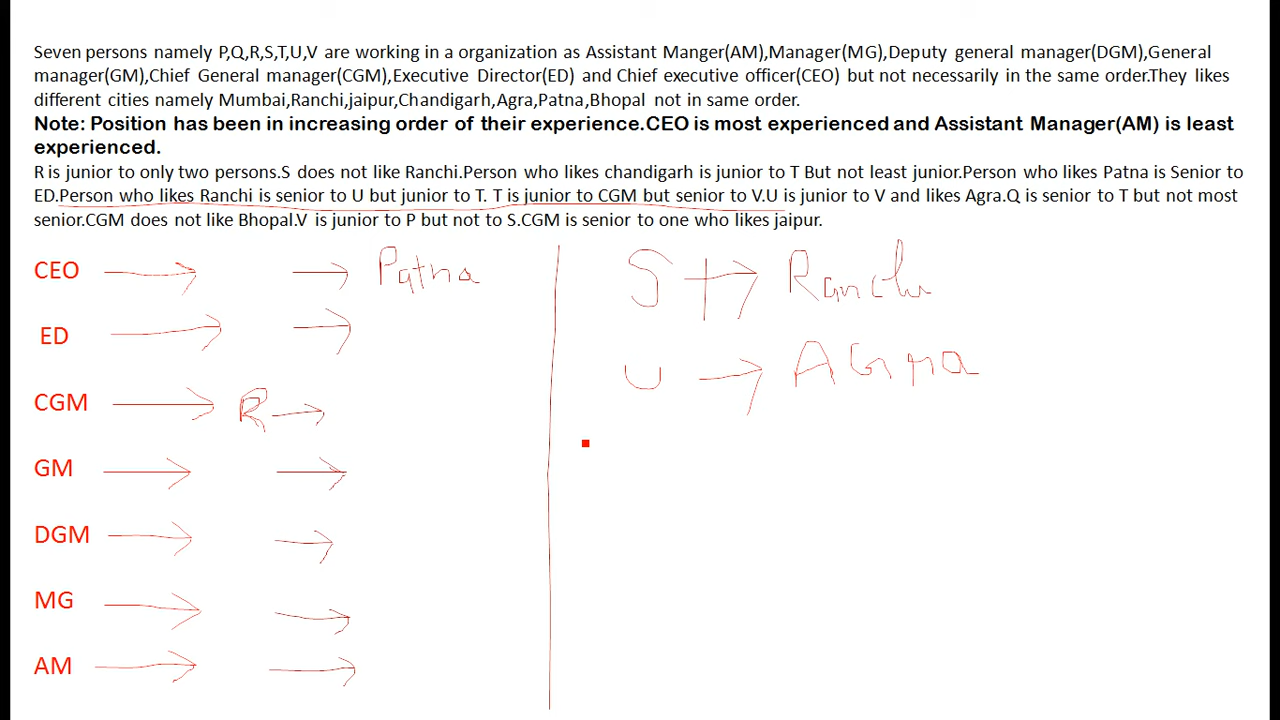 Seven persons namely P,Q,R,S,T,U,V are working in a organization as Assistant Manger(AM),Manager(MG),Deputy general manager(DGM),General
manager(GM),Chief General manager(CGM),Executive Director(ED) and Chief executive officer(CEO) but not necessarily in the same order.They likes
different cities namely Mumbai,Ranchi,jaipur,Chandigarh,Agra,Patna,Bhopal not in same order.
Note: Position has been in increasing order of their experience.CEO is most experienced and Assistant Manager(AM) is least
experienced.
R is junior to only two persons.S does not like Ranchi.Person who likes chandigarh is junior to T But not least junior.Person who likes Patna is Senior to
ED.Person who likes Ranchi is senior to U but junior to T. T is junior to CGM but senior to V.U is junior to V and likes Agra.Q is senior to T but not most
senior.CGM does not like Bhopal.V is junior to P but not to S.CGM is senior to one who likes jaipur.
CEO Patna
ED
CGM R
GM
DGM
MG
AM
S Ranchi
U AGra